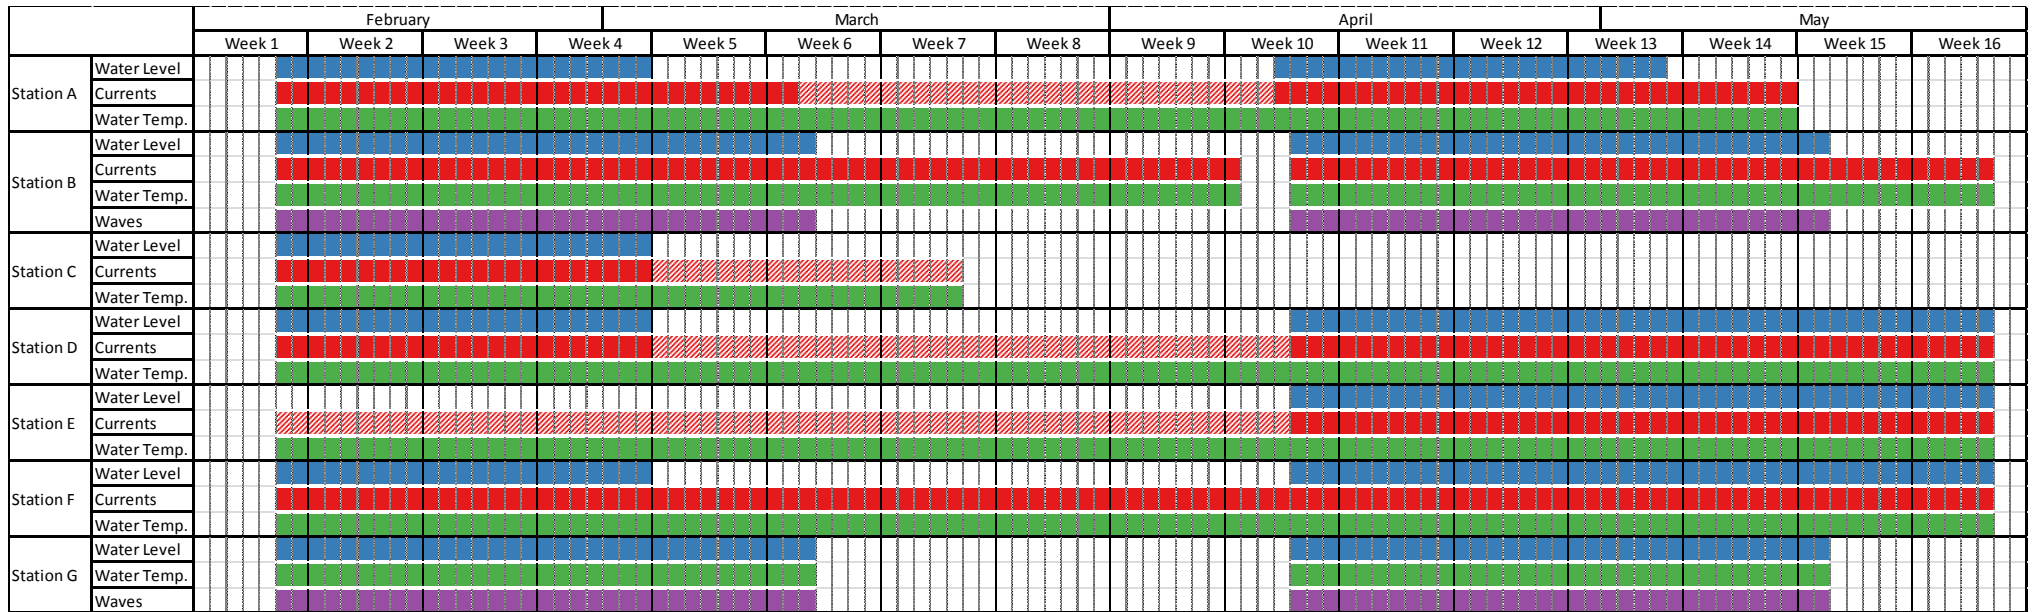 February March April May
Week 1 Week 2 Week 3 Week 4 Week 5 Week 6 Week 7 Week 8 Week 9 Week 10 Week 11 Week 12 Week 13 Week 14 Week 15 Week 16
Station A
Water Level
Currents
Water Temp.
Station B
Water Level
Currents
Water Temp.
Waves
Station C
Water Level
Currents
Water Temp.
Station D
Water Level
Currents
Water Temp.
Station E
Water Level
Currents
Water Temp.
Station F
Water Level
Currents
Water Temp.
Station G
Water Level
Water Temp.
Waves